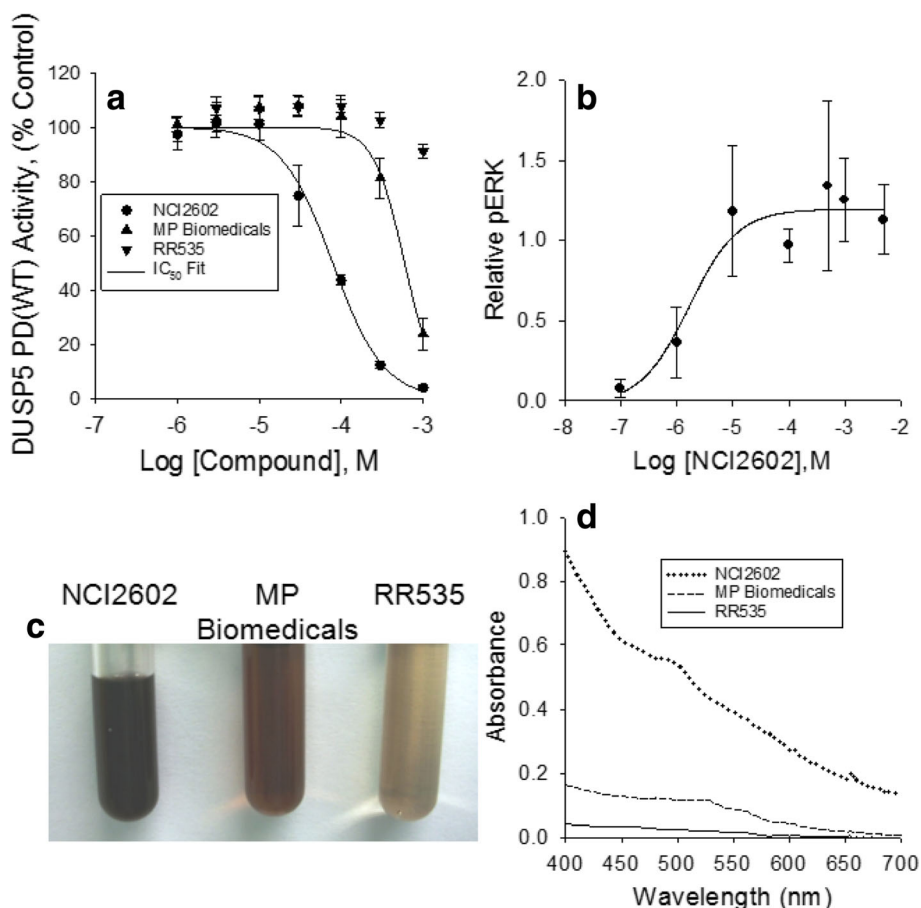 a
DUSP5 PD(WT) Activity, (% Control)
120
100
80
60
40
20
0
NCI2602
MP Biomedicals
RR535
IC50 Fit
-7 -6 -5 -4 -3
Log [Compound], M
b
Relative pERK
2.0
1.5
1.0
0.5
0.0
-8 -7 -6 -5 -4 -3 -2 -1
Log [NCI2602],M
c
NCI2602 MP Biomedicals RR535
d
Absorbance
1.0
0.8
0.6
0.4
0.2
0.0
NCI2602
MP Biomedicals
RR535
400 450 500 550 600 650 700
Wavelength (nm)